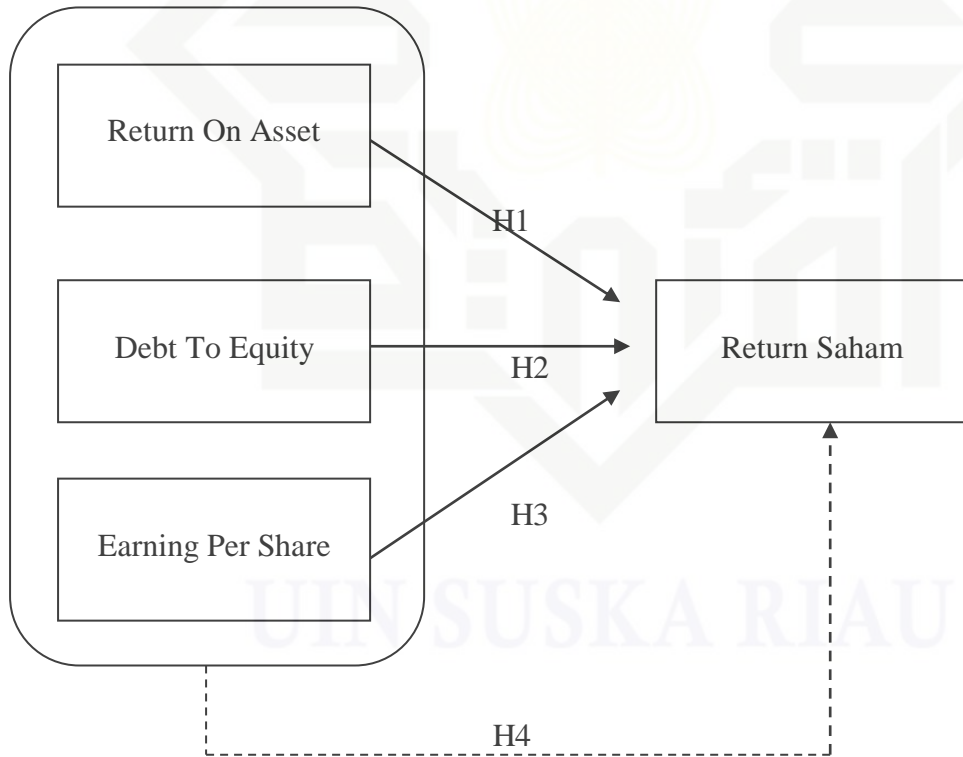 Return On Asset
H1
Debt To Equity
H2
Return Saham
Earning Per Share
H3
UIN SUSKA RIAU
H4